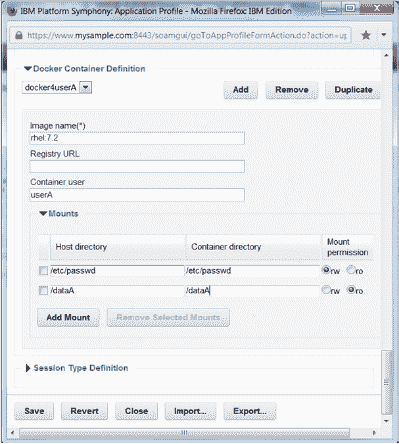 IBM Platform Symphony: Application Profile - Mozilla Firefox: IBM Edition
https://www.mysample.com:8443/soamgui/goToAppProfileFormAction.do?action=up
Docker Container Definition
docker4userA
Add Remove Duplicate
Image name(*)
rhel:7.2
Registry URL
Container user
userA
Mounts
Host directory Container directory Mount permission
/etc/passwd /etc/passwd rw ro
/dataA /dataA rw ro
Add Mount Remove Selected Mounts
Session Type Definition
Save Revert Close Import... Export...